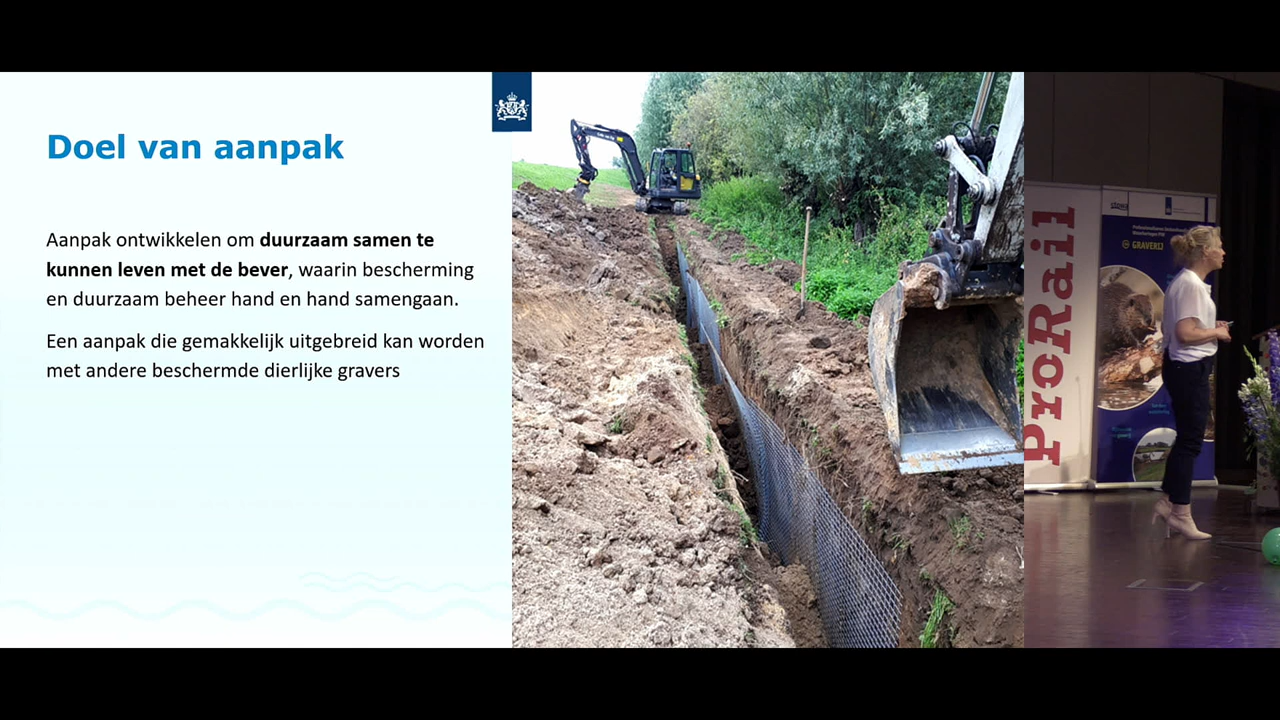 Doel van aanpak
Aanpak ontwikkelen om duurzaam samen te
kunnen leven met de bever, waarin bescherming
en duurzaam beheer hand en hand samengaan.
Een aanpak die gemakkelijk uitgebreid kan worden
met andere beschermde dierlijke gravers
ProRail
GRAVERIJ